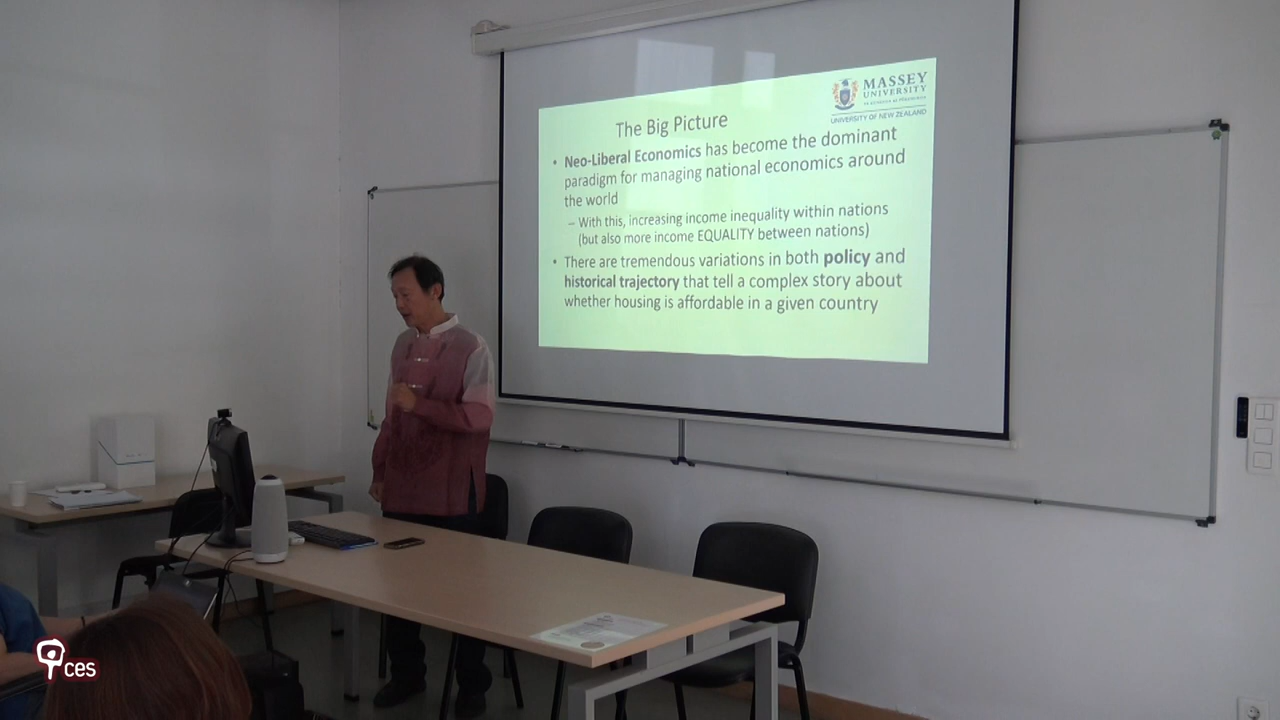 MASSEY
UNIVERSITY
UNIVERSITY OF NEW ZEALAND
The Big Picture
• Neo-Liberal Economics has become the dominant
paradigm for managing national economics around
the world
– With this, increasing income inequality within nations
(but also more income EQUALITY between nations)
• There are tremendous variations in both policy and
historical trajectory that tell a complex story about
whether housing is affordable in a given country
ces